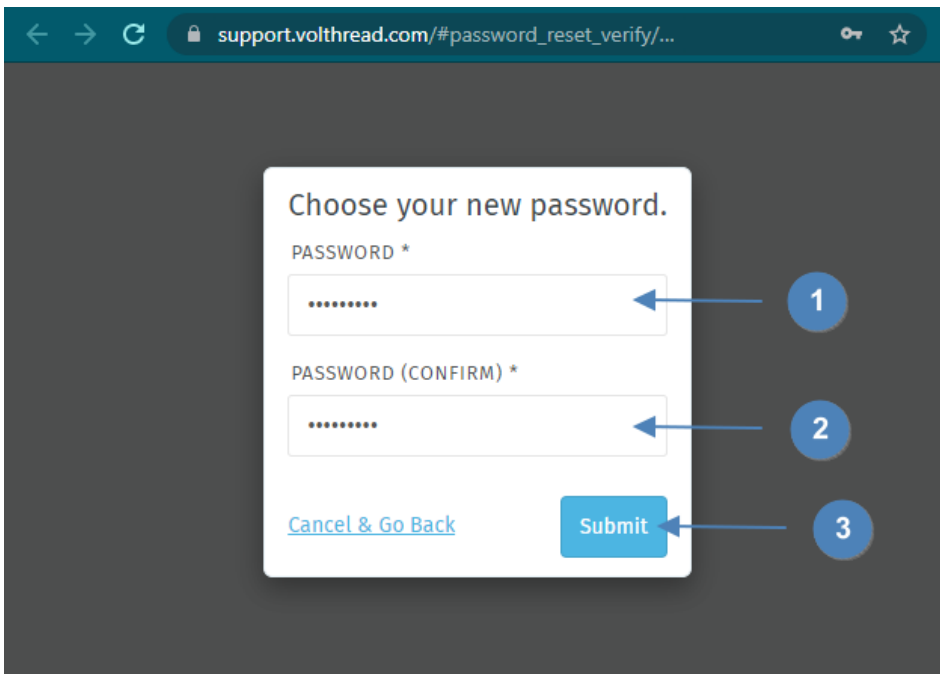 support.volthread.com/#password_reset_verify/...
Choose your new password.
PASSWORD *
•••••••••
1
PASSWORD (CONFIRM) *
•••••••••
2
Cancel & Go Back
Submit
3